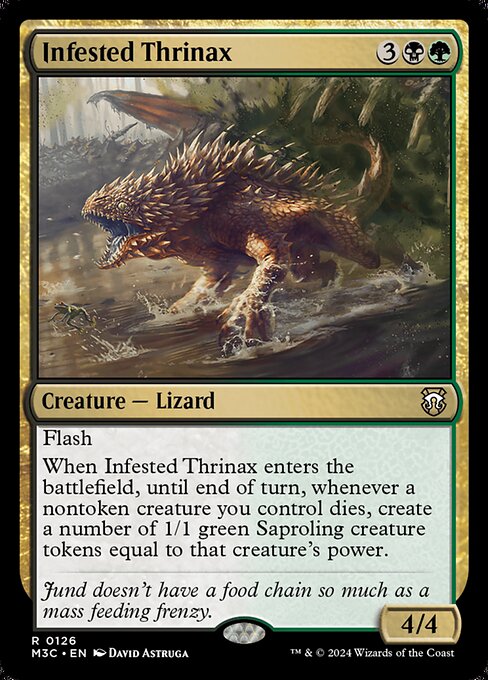 Infested Thrinax 3
Creature — Lizard
Flash
When Infested Thrinax enters the
battlefield, until end of turn, whenever a
nontoken creature you control dies, create
a number of 1/1 green Saproling creature
tokens equal to that creature's power.
Jund doesn't have a food chain so much as a
mass feeding frenzy.
4/4
R 0126
M3C • EN DAVID ASTRUGA
™ & © 2024 Wizards of the Coast